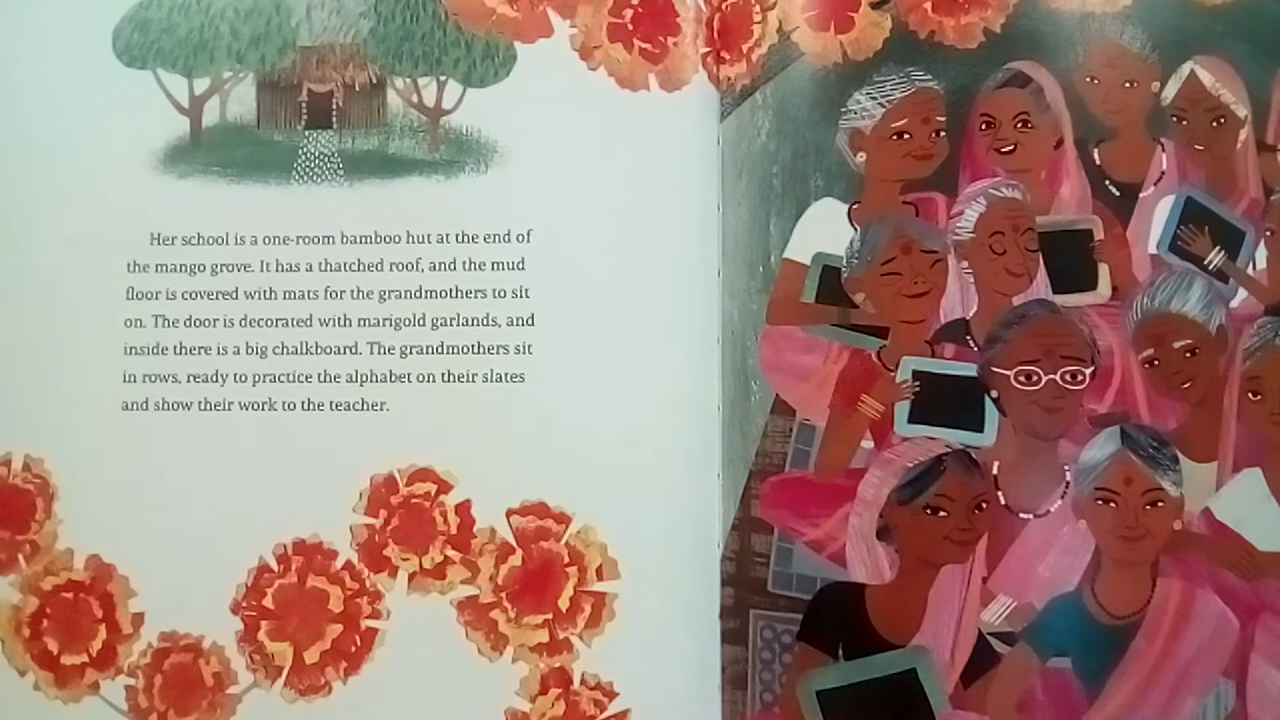 Her school is a one-room bamboo hut at the end of
the mango grove. It has a thatched roof, and the mud
floor is covered with mats for the grandmothers to sit
on. The door is decorated with marigold garlands, and
inside there is a big chalkboard. The grandmothers sit
in rows, ready to practice the alphabet on their slates
and show their work to the teacher.